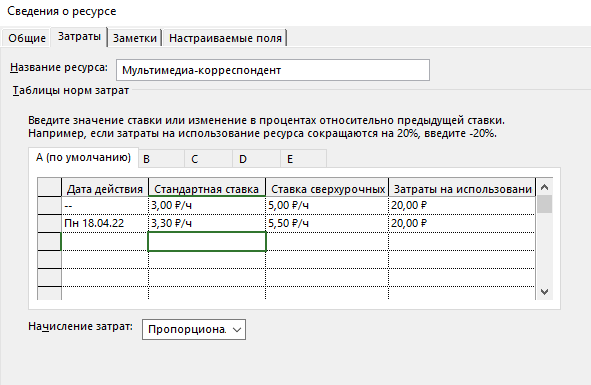 Сведения о ресурсе
Общие Затраты Заметки Настраиваемые поля
Название ресурса: Мультимедиа-корреспондент
Таблицы норм затрат
Введите значение ставки или изменение в процентах относительно предыдущей ставки.
Например, если затраты на использование ресурса сокращаются на 20%, введите -20%.
A (по умолчанию) B C D E
Дата действия Стандартная ставка Ставка сверхурочных Затраты на использовани
-- 3,00 ₽/ч 5,00 ₽/ч 20,00 ₽
Пн 18.04.22 3,30 ₽/ч 5,50 ₽/ч 20,00 ₽
Начисление затрат: Пропорциона.